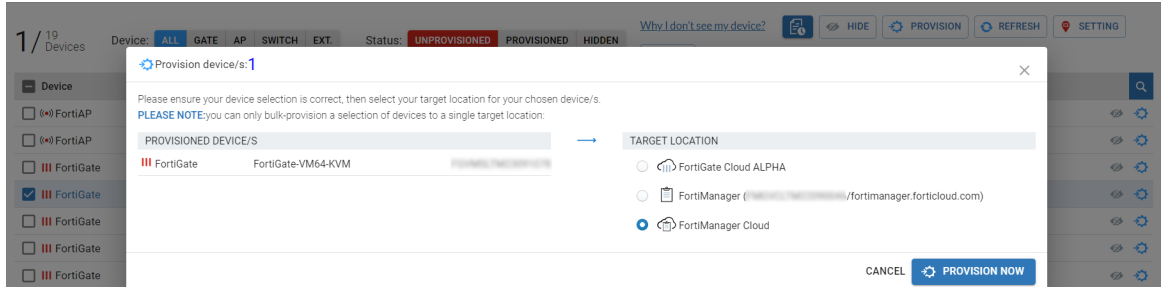 1/ 19 Devices
Device: ALL GATE AP SWITCH EXT. Status: UNPROVISIONED PROVISIONED HIDDEN
Why I don't see my device?
HIDE PROVISION REFRESH SETTING
Provision device/s:1
Device
Please ensure your device selection is correct, then select your target location for your chosen device/s.
PLEASE NOTE:you can only bulk-provision a selection of devices to a single target location:
PROVISIONED DEVICE/S TARGET LOCATION
FortiGate FortiGate-VM64-KVM
FortiGate Cloud ALPHA
FortiManager ( /fortimanager.forticloud.com)
FortiManager Cloud
FortiAP
FortiAP
FortiGate
FortiGate
FortiGate
FortiGate
FortiGate
CANCEL PROVISION NOW